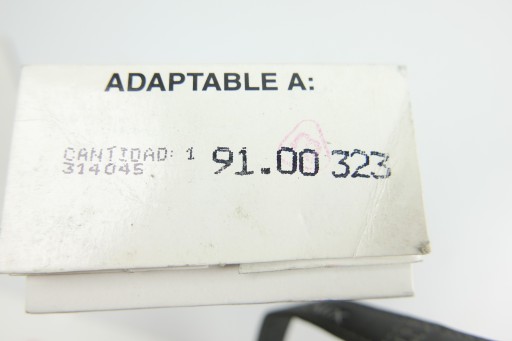 ADAPTABLE A:
CANTIDAD: 1 91.00 323
314045.